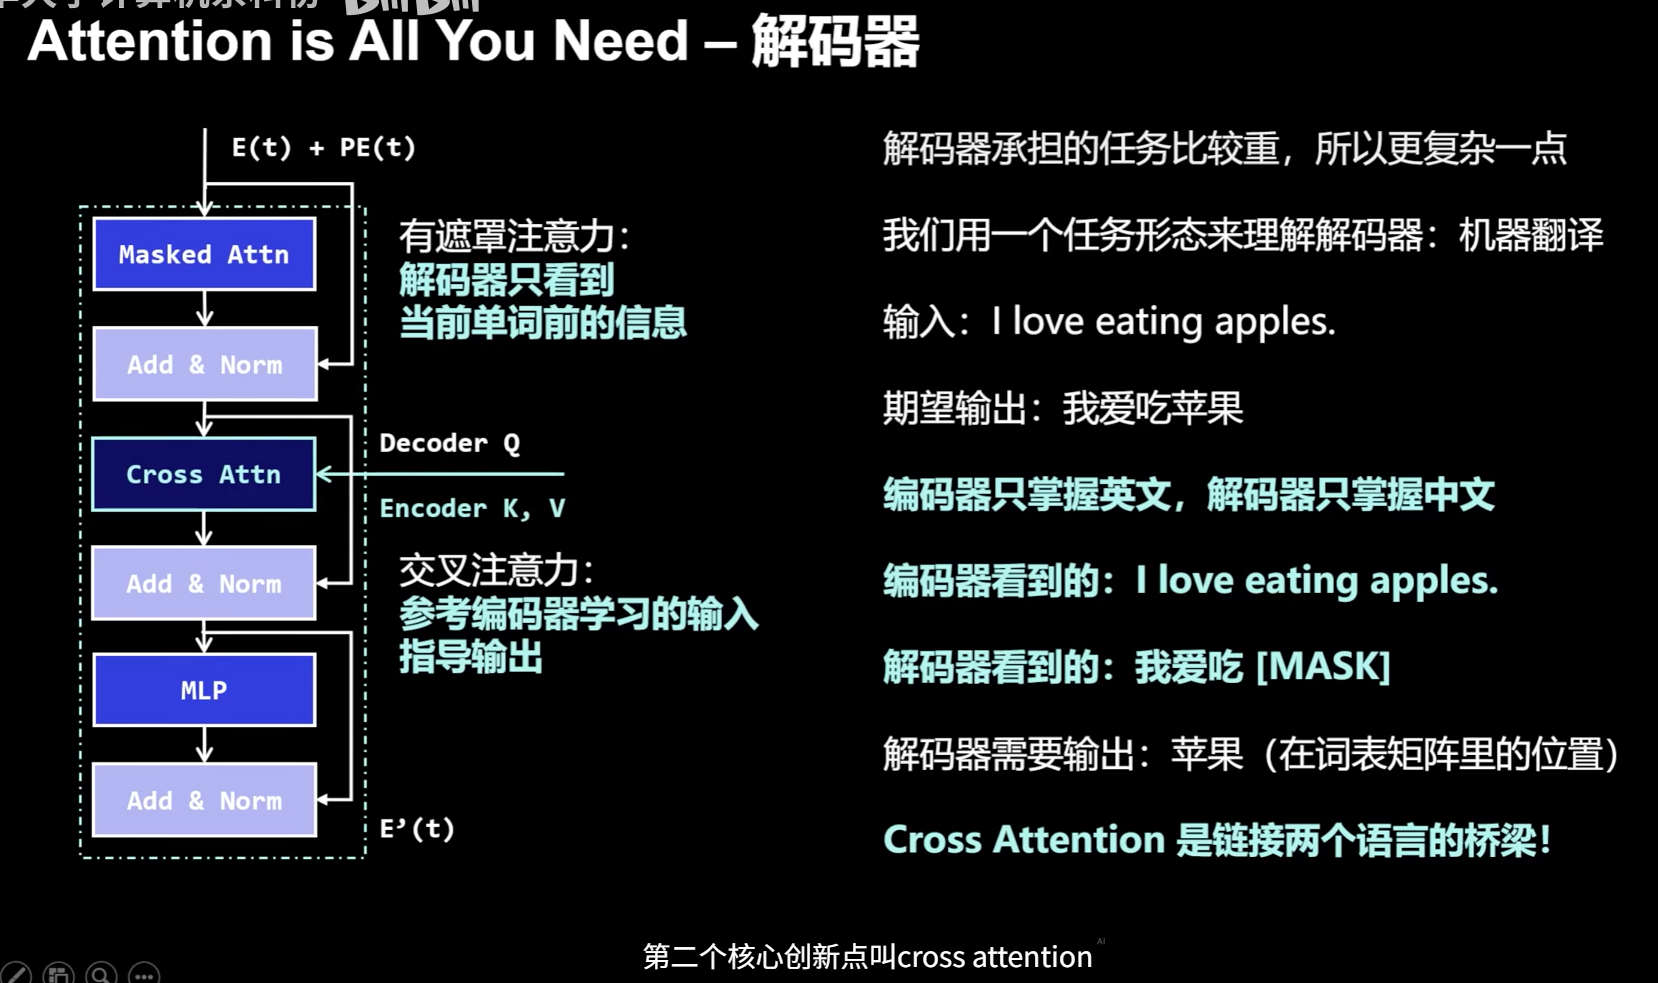 Attention is All You Need – 解码器
E(t) + PE(t)
Masked Attn
Add & Norm
Cross Attn
Add & Norm
MLP
Add & Norm
有遮罩注意力：
解码器只看到
当前单词前的信息
Decoder Q
Encoder K, V
交叉注意力：
参考编码器学习的输入
指导输出
E’(t)
解码器承担的任务比较重，所以更复杂一点
我们用一个任务形态来理解解码器：机器翻译
输入：I love eating apples.
期望输出：我爱吃苹果
编码器只掌握英文，解码器只掌握中文
编码器看到的：I love eating apples.
解码器看到的：我爱吃 [MASK]
解码器需要输出：苹果（在词表矩阵里的位置）
Cross Attention 是链接两个语言的桥梁！
第二个核心创新点叫cross attention
AI